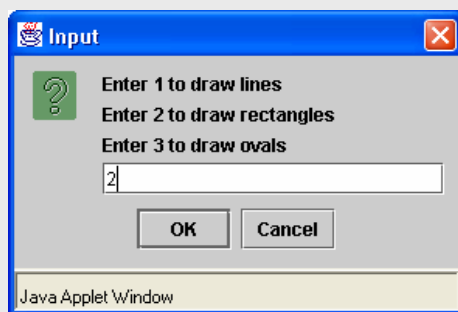 Input
Enter 1 to draw lines
Enter 2 to draw rectangles
Enter 3 to draw ovals
2
OK Cancel
Java Applet Window